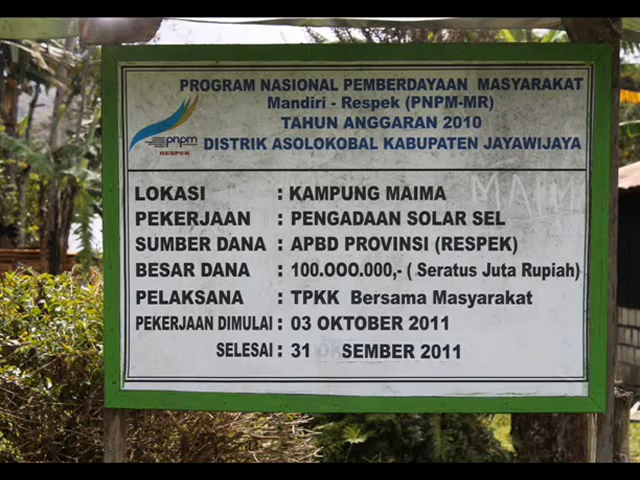 PROGRAM NASIONAL PEMBERDAYAAN MASYARAKAT
Mandiri - Respek (PNPM-MR)
TAHUN ANGGARAN 2010
DISTRIK ASOLOKOBAL KABUPATEN JAYAWIJAYA
pnpm
RESPEK
LOKASI : KAMPUNG MAIMA
MAIM
PEKERJAAN : PENGADAAN SOLAR SEL
SUMBER DANA : APBD PROVINSI (RESPEK)
BESAR DANA : 100.000.000,- ( Seratus Juta Rupiah)
PELAKSANA : TPKK Bersama Masyarakat
PEKERJAAN DIMULAI : 03 OKTOBER 2011
SELESAI : 31 SEMBER 2011